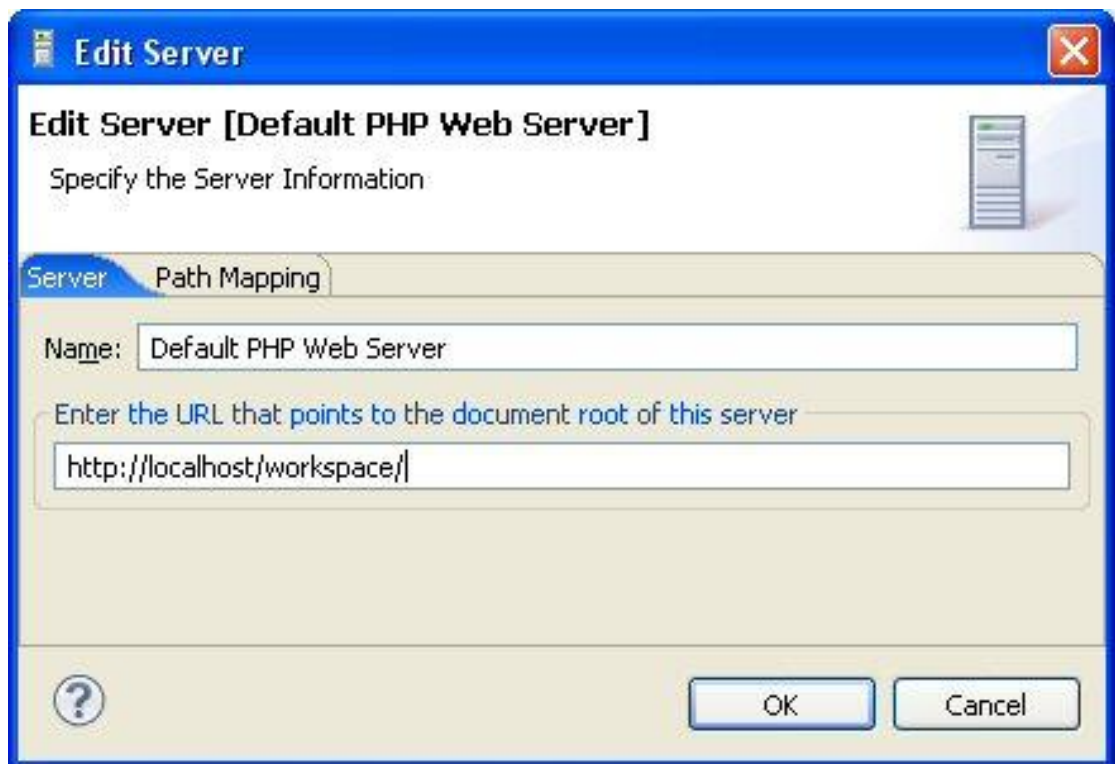 Edit Server
Edit Server [Default PHP Web Server]
Specify the Server Information
Server Path Mapping
Name: Default PHP Web Server
Enter the URL that points to the document root of this server
http://localhost/workspace/
?
OK Cancel